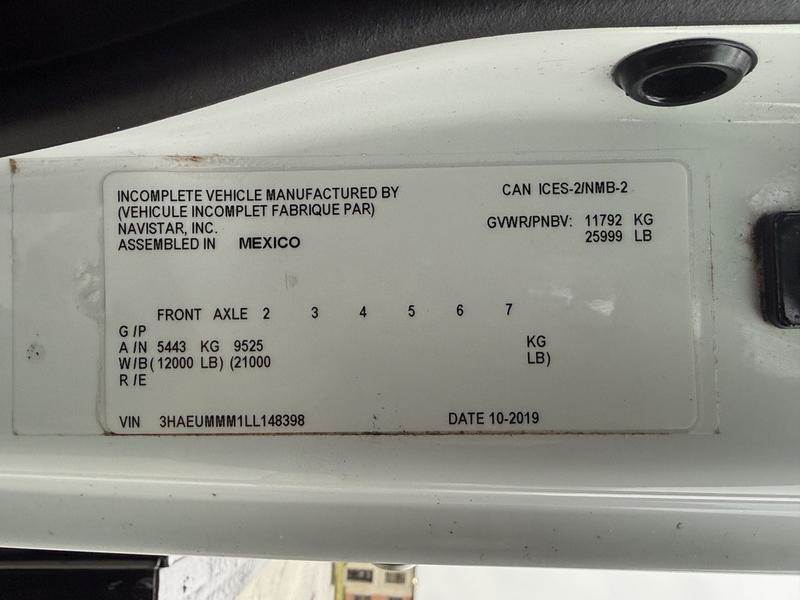 INCOMPLETE VEHICLE MANUFACTURED BY
(VEHICULE INCOMPLET FABRIQUE PAR)
NAVISTAR, INC.
ASSEMBLED IN MEXICO
CAN ICES-2/NMB-2
GVWR/PNBV: 11792 KG
25999 LB
FRONT AXLE 2 3 4 5 6 7
G /P
A /N 5443 KG 9525 KG
W/B( 12000 LB) (21000 LB)
R /E
VIN 3HAEUMMM1LL148398 DATE 10-2019